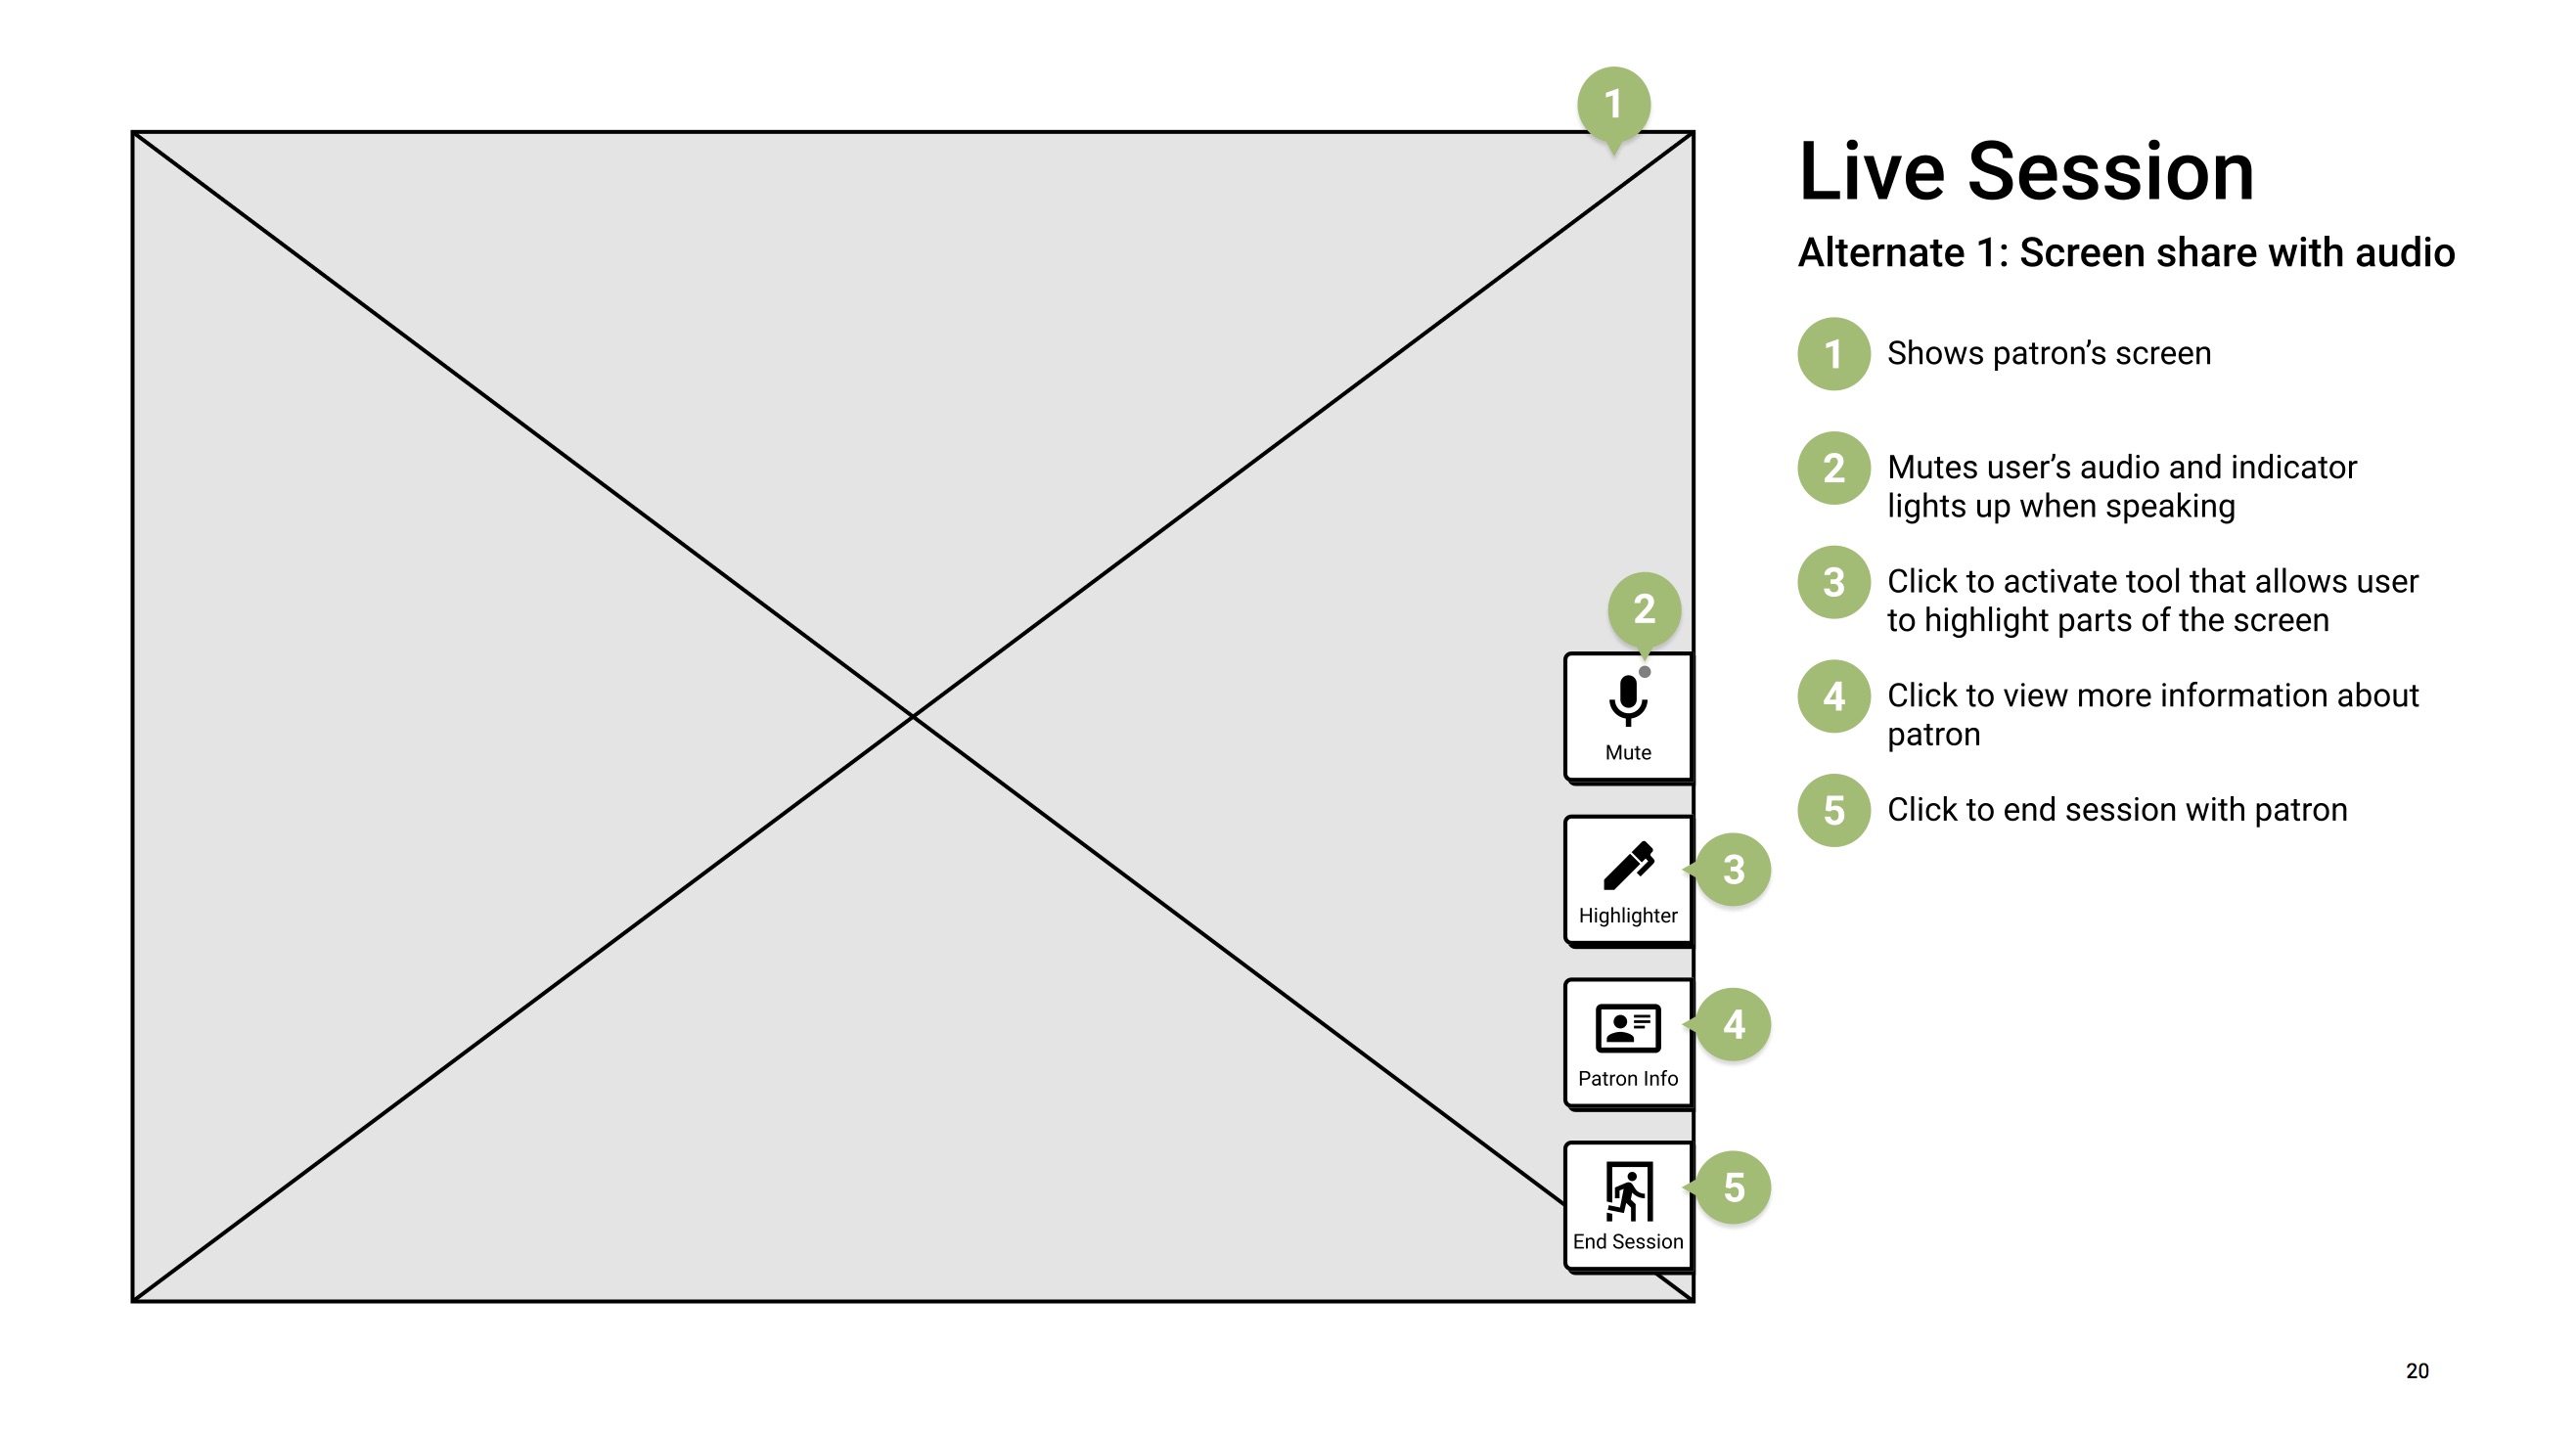 1
Live Session
Alternate 1: Screen share with audio
1 Shows patron’s screen
2 Mutes user’s audio and indicator
lights up when speaking
3 Click to activate tool that allows user
to highlight parts of the screen
4 Click to view more information about
patron
5 Click to end session with patron
2
Mute
Highlighter
3
Patron Info
4
End Session
5
20